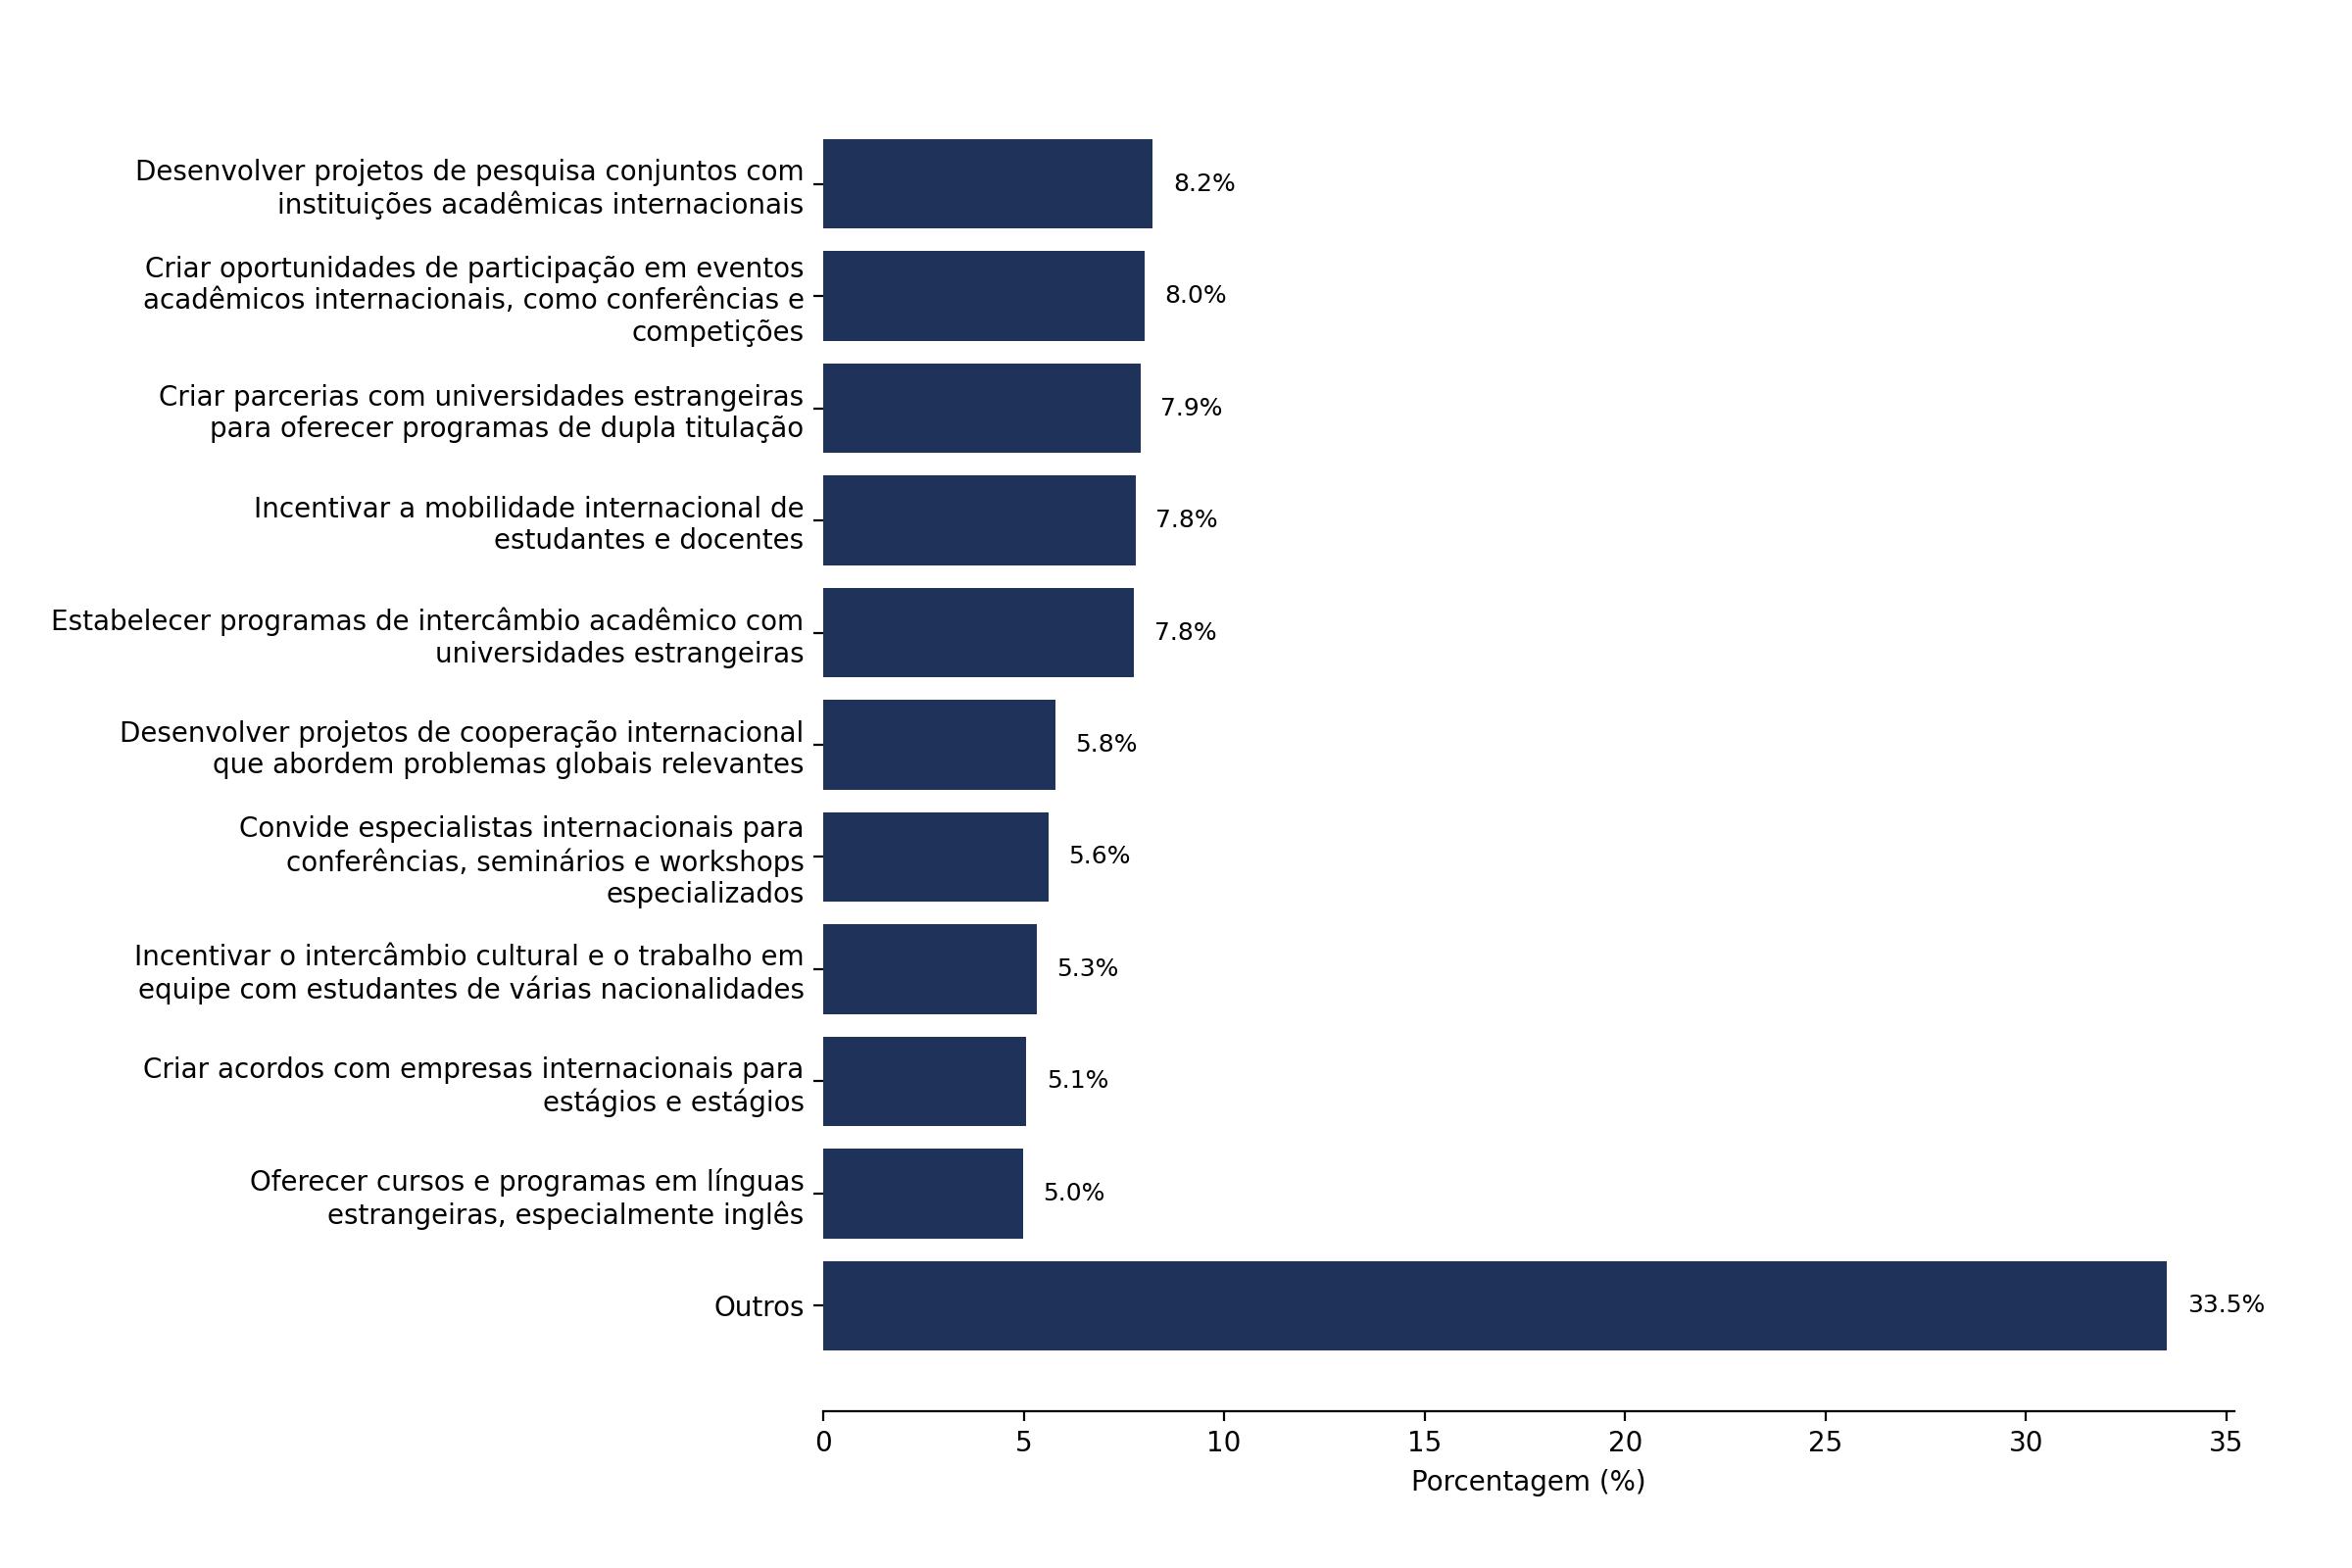 Desenvolver projetos de pesquisa conjuntos com
instituições acadêmicas internacionais
8.2%
Criar oportunidades de participação em eventos
acadêmicos internacionais, como conferências e
competições
8.0%
Criar parcerias com universidades estrangeiras
para oferecer programas de dupla titulação
7.9%
Incentivar a mobilidade internacional de
estudantes e docentes
7.8%
Estabelecer programas de intercâmbio acadêmico com
universidades estrangeiras
7.8%
Desenvolver projetos de cooperação internacional
que abordem problemas globais relevantes
5.8%
Convide especialistas internacionais para
conferências, seminários e workshops
especializados
5.6%
Incentivar o intercâmbio cultural e o trabalho em
equipe com estudantes de várias nacionalidades
5.3%
Criar acordos com empresas internacionais para
estágios e estágios
5.1%
Oferecer cursos e programas em línguas
estrangeiras, especialmente inglês
5.0%
Outros
33.5%
0 5 10 15 20 25 30 35
Porcentagem (%)